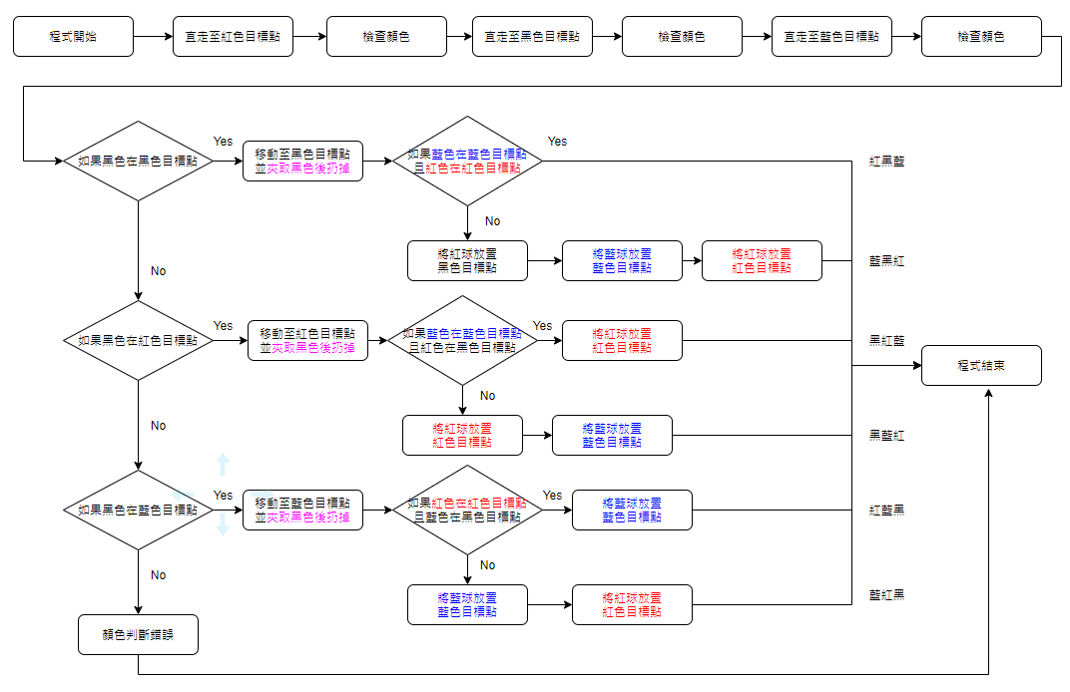 程式開始
直走至紅色目標點
檢查顏色
直走至黑色目標點
檢查顏色
直走至藍色目標點
檢查顏色
如果黑色在黑色目標點
Yes
移動至黑色目標點
並夾取黑色後扔掉
如果藍色在藍色目標點
且紅色在紅色目標點
Yes
紅黑藍
No
將紅球放置
黑色目標點
將藍球放置
藍色目標點
將紅球放置
紅色目標點
藍黑紅
No
如果黑色在紅色目標點
Yes
移動至紅色目標點
並夾取黑色後扔掉
如果藍色在藍色目標點
且紅色在黑色目標點
Yes
將紅球放置
紅色目標點
黑紅藍
程式結束
No
將紅球放置
紅色目標點
將藍球放置
藍色目標點
黑藍紅
No
如果黑色在藍色目標點
Yes
移動至藍色目標點
並夾取黑色後扔掉
如果紅色在紅色目標點
且藍色在黑色目標點
Yes
將藍球放置
藍色目標點
紅藍黑
No
將藍球放置
藍色目標點
將紅球放置
紅色目標點
藍紅黑
No
顏色判斷錯誤